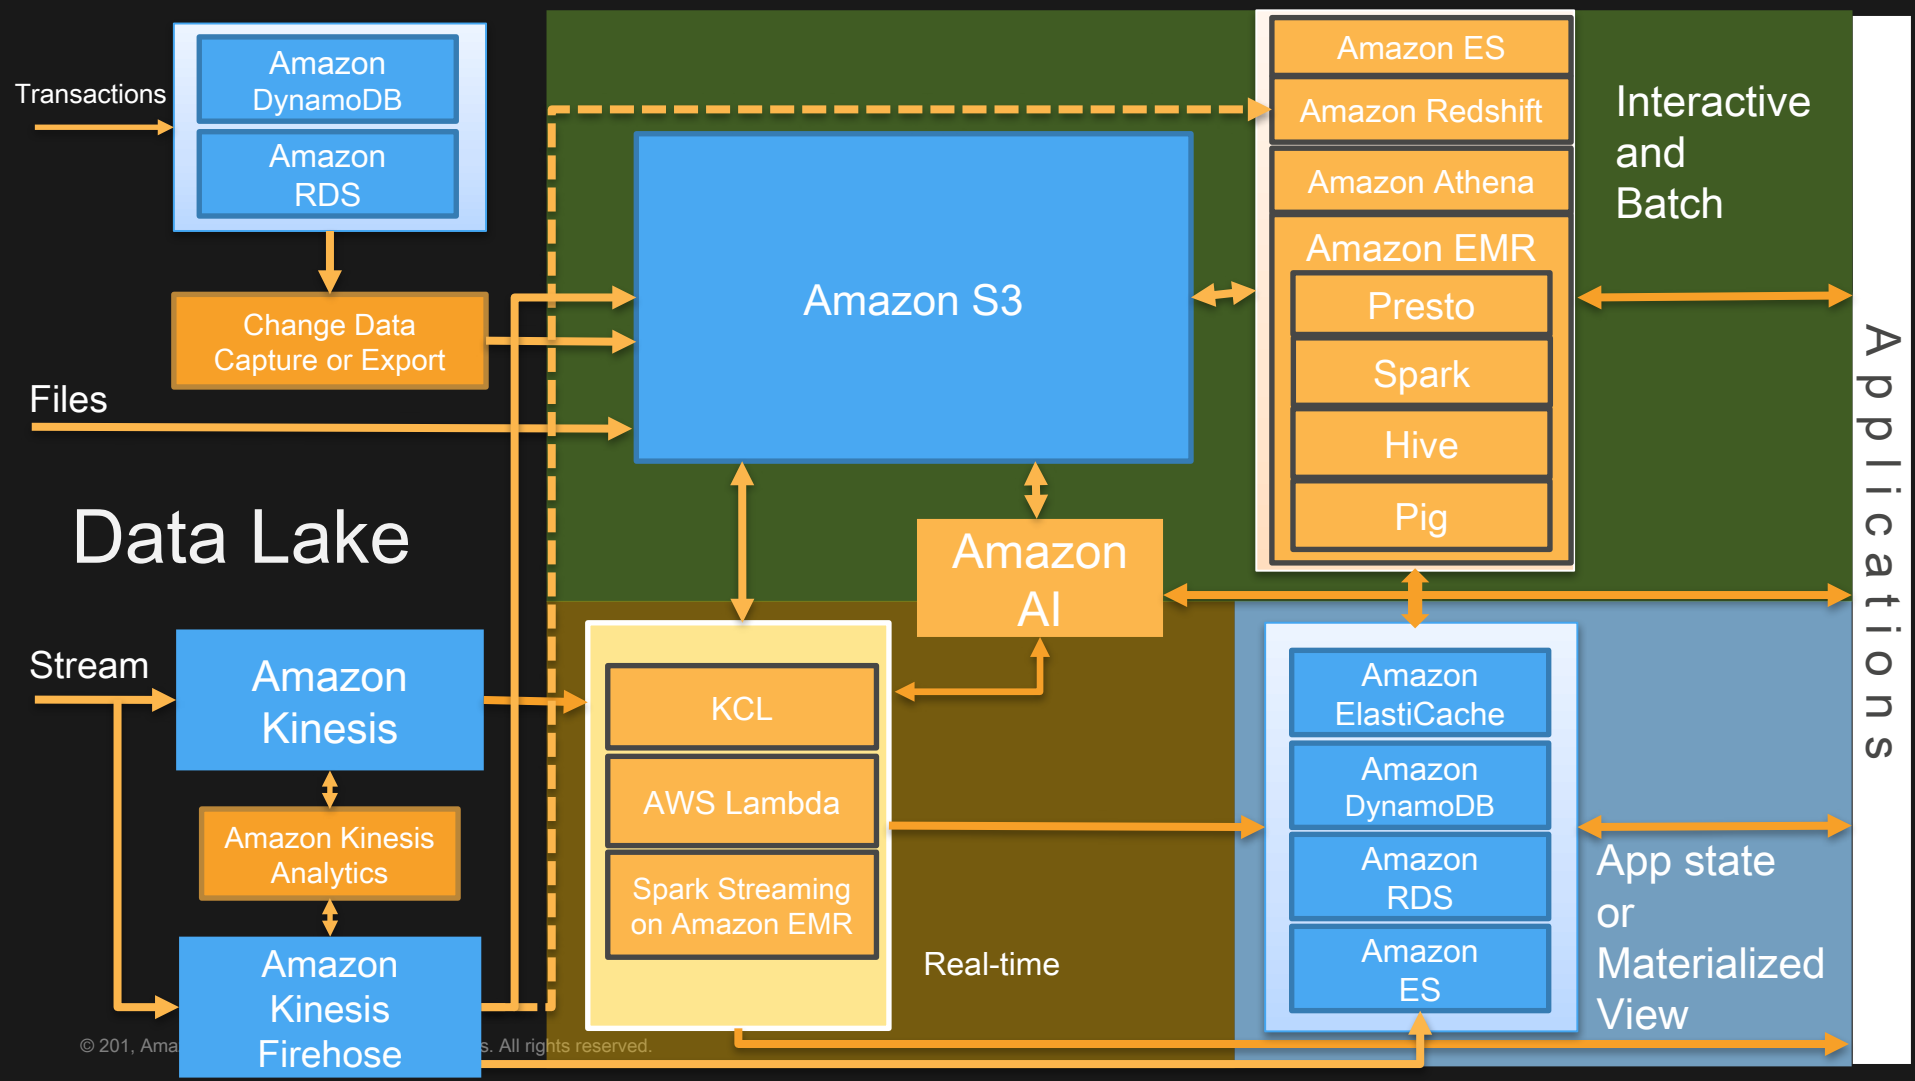 Transactions
Amazon
DynamoDB
Amazon
RDS
Change Data
Capture or Export
Files
Data Lake
Stream
Amazon
Kinesis
Amazon Kinesis
Analytics
Amazon
Kinesis
Firehose
© 201, Ama
s. All rights reserved.
Amazon S3
Amazon
AI
KCL
AWS Lambda
Spark Streaming
on Amazon EMR
Real-time
Amazon ES
Amazon Redshift
Amazon Athena
Amazon EMR
Presto
Spark
Hive
Pig
Interactive
and
Batch
Amazon
ElastiCache
Amazon
DynamoDB
Amazon
RDS
Amazon
ES
App state
or
Materialized
View
Applications